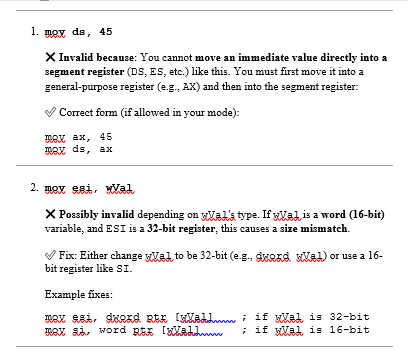 1. mov ds, 45
❌ Invalid because: You cannot move an immediate value directly into a
segment register (DS, ES, etc.) like this. You must first move it into a
general-purpose register (e.g., AX) and then into the segment register:
✅ Correct form (if allowed in your mode):
mov ax, 45
mov ds, ax
2. mov esi, wVal
❌ Possibly invalid depending on wVal's type. If wVal is a word (16-bit)
variable, and ESI is a 32-bit register, this causes a size mismatch.
✅ Fix: Either change wVal to be 32-bit (e.g., dword wVal) or use a 16-
bit register like SI.
Example fixes:
mov esi, dword ptr [wVal] ; if wVal is 32-bit
mov si, word ptr [wVal] ; if wVal is 16-bit